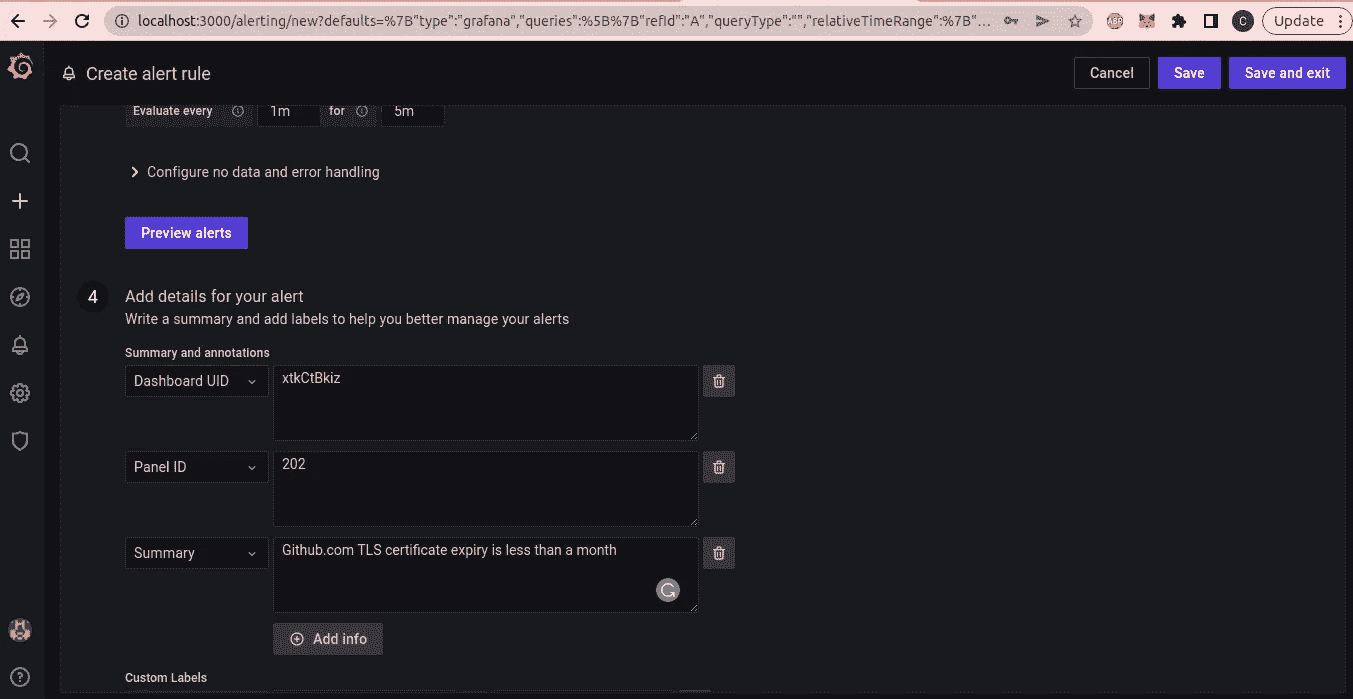 localhost:3000/alerting/new?defaults=%7B"type":"grafana","queries":%5B%7B"refId":"A","queryType":"","relativeTimeRange":%7B"...
ABP
C
Update
Create alert rule
Cancel
Save
Save and exit
Evaluate every
1m
for
5m
Configure no data and error handling
Preview alerts
4
Add details for your alert
Write a summary and add labels to help you better manage your alerts
Summary and annotations
Dashboard UID
xtkCtBkiz
Panel ID
202
Summary
Github.com TLS certificate expiry is less than a month
Add info
Custom Labels